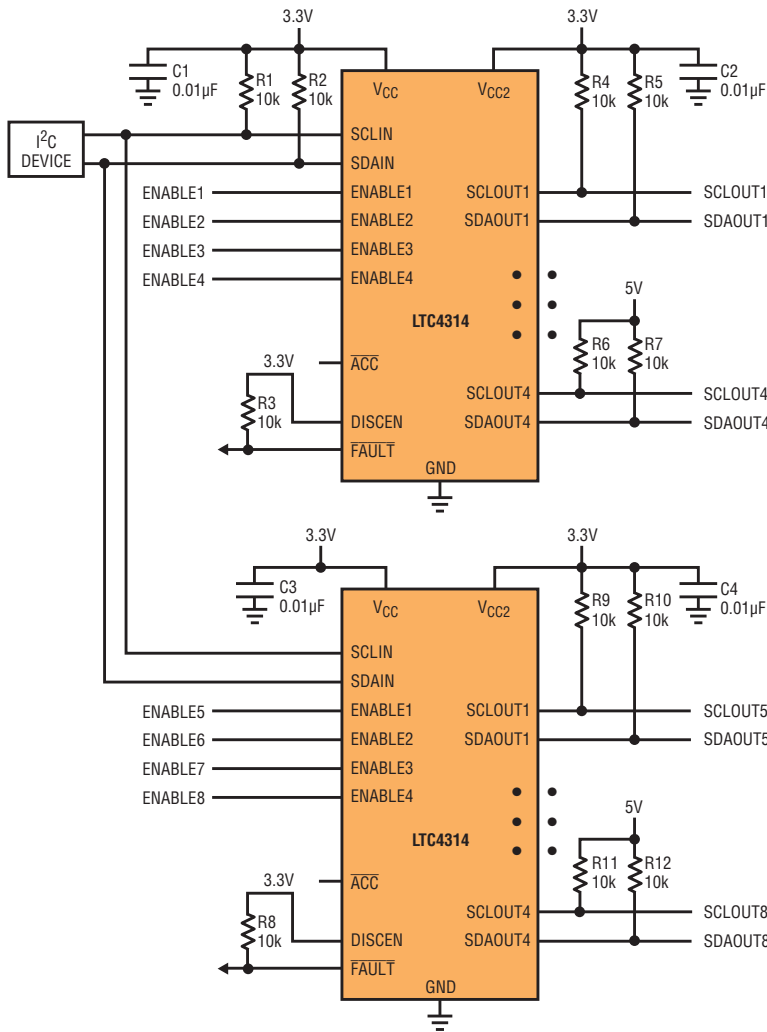 3.3V
3.3V
C1
0.01µF
R1
10k
R2
10k
VCC
VCC2
R4
10k
R5
10k
C2
0.01µF
I2C
DEVICE
SCLIN
SDAIN
ENABLE1
ENABLE1
SCLOUT1
SCLOUT1
ENABLE2
ENABLE2
SDAOUT1
SDAOUT1
ENABLE3
ENABLE3
ENABLE4
ENABLE4
5V
LTC4314
R6
10k
R7
10k
3.3V
ACC
R3
10k
SCLOUT4
SCLOUT4
DISCEN
SDAOUT4
SDAOUT4
FAULT
GND
3.3V
3.3V
C3
0.01µF
VCC
VCC2
R9
10k
R10
10k
C4
0.01µF
SCLIN
SDAIN
ENABLE5
ENABLE1
SCLOUT1
SCLOUT5
ENABLE6
ENABLE2
SDAOUT1
SDAOUT5
ENABLE7
ENABLE3
ENABLE8
ENABLE4
5V
LTC4314
R11
10k
R12
10k
3.3V
ACC
R8
10k
SCLOUT4
SCLOUT8
DISCEN
SDAOUT4
SDAOUT8
FAULT
GND